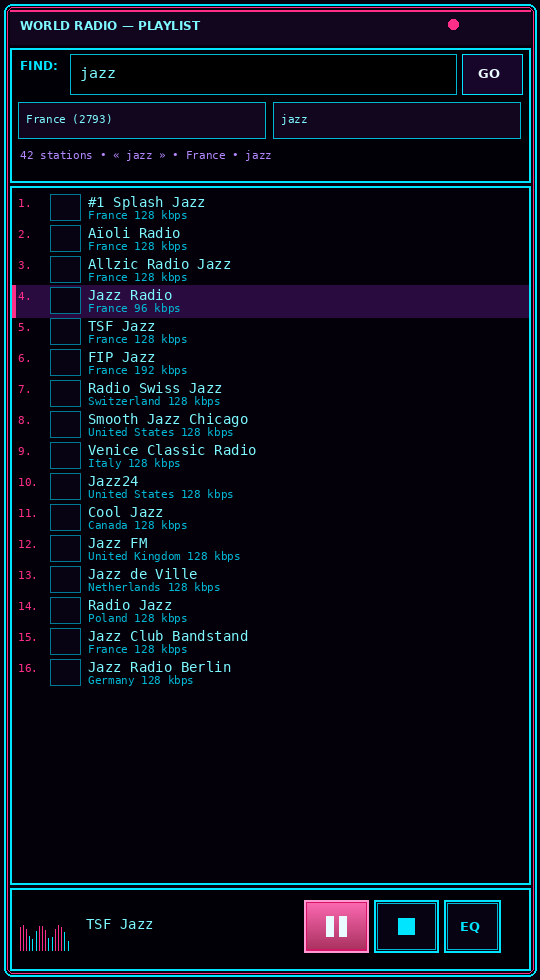 WORLD RADIO — PLAYLIST
FIND:
jazz
GO
France (2793)
jazz
42 stations • « jazz » • France • jazz
1.
#1 Splash Jazz
France 128 kbps
2.
Aïoli Radio
France 128 kbps
3.
Allzic Radio Jazz
France 128 kbps
4.
Jazz Radio
France 96 kbps
5.
TSF Jazz
France 128 kbps
6.
FIP Jazz
France 192 kbps
7.
Radio Swiss Jazz
Switzerland 128 kbps
8.
Smooth Jazz Chicago
United States 128 kbps
9.
Venice Classic Radio
Italy 128 kbps
10.
Jazz24
United States 128 kbps
11.
Cool Jazz
Canada 128 kbps
12.
Jazz FM
United Kingdom 128 kbps
13.
Jazz de Ville
Netherlands 128 kbps
14.
Radio Jazz
Poland 128 kbps
15.
Jazz Club Bandstand
France 128 kbps
16.
Jazz Radio Berlin
Germany 128 kbps
TSF Jazz
EQ